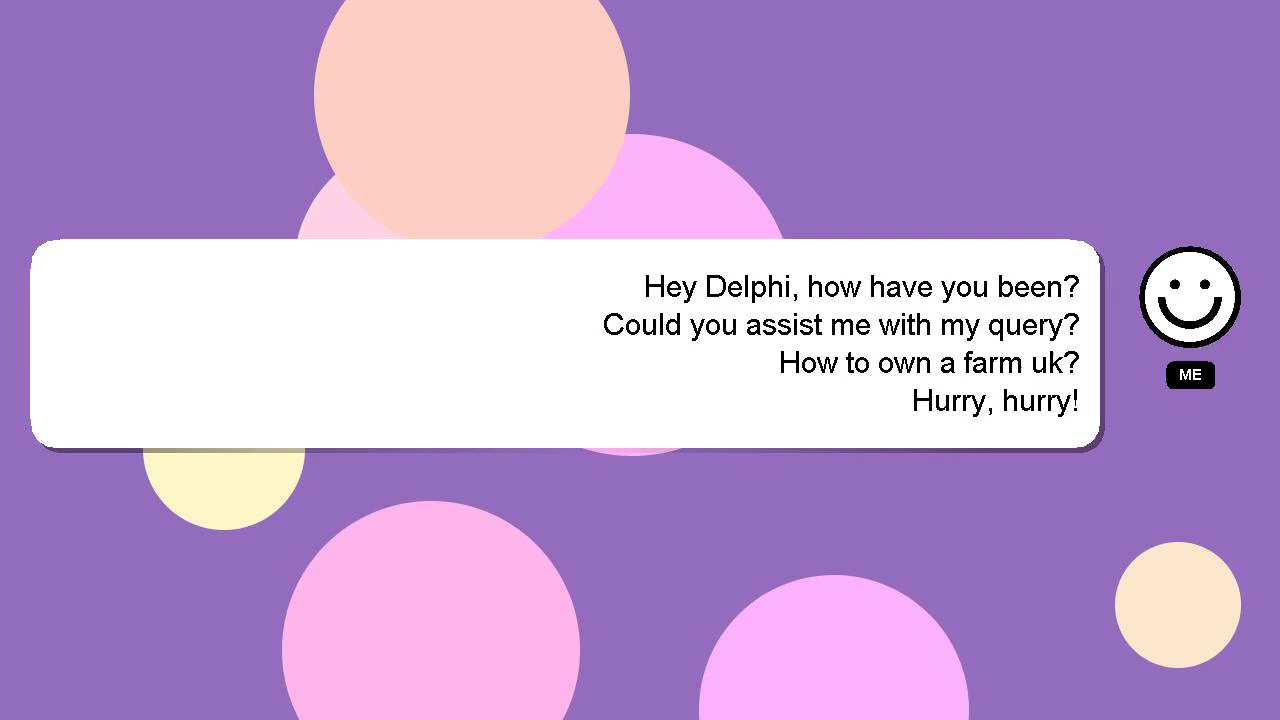 Hey Delphi, how have you been?
Could you assist me with my query?
How to own a farm uk?
Hurry, hurry!
ME